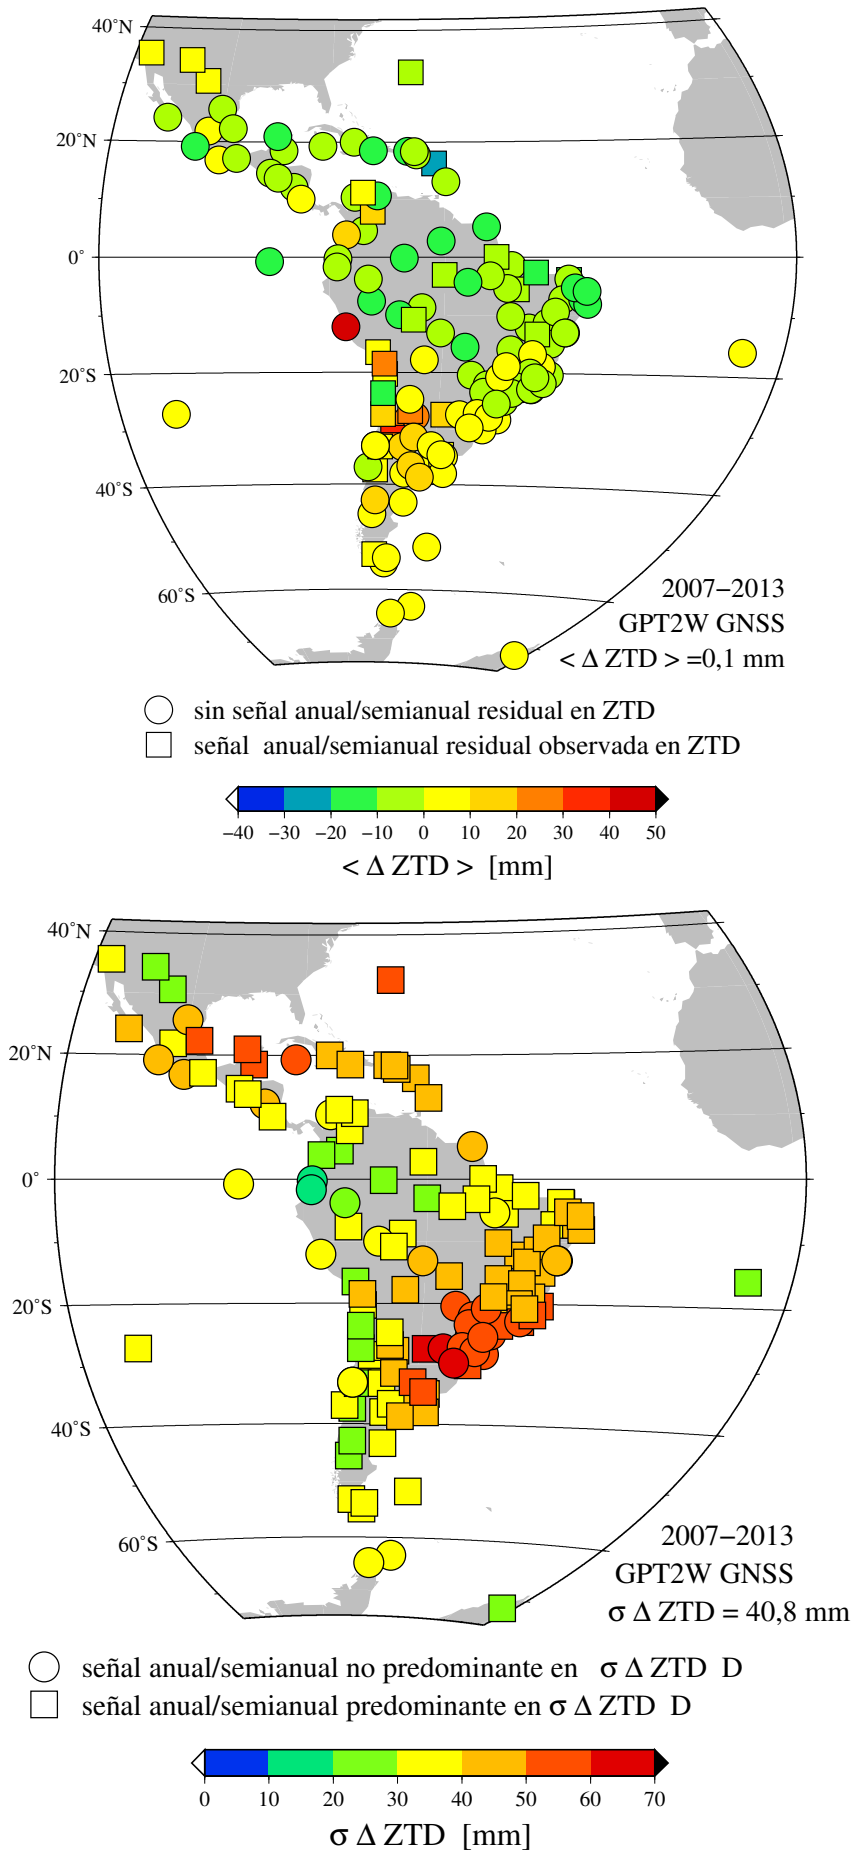 40˚N
20˚N
0˚
20˚S
40˚S
60˚S
2007−2013
GPT2W GNSS
< Δ ZTD > =0,1 mm
sin señal anual/semianual residual en ZTD
señal anual/semianual residual observada en ZTD
−40 −30 −20 −10 0 10 20 30 40 50
< Δ ZTD > [mm]
40˚N
20˚N
0˚
20˚S
40˚S
60˚S
2007−2013
GPT2W GNSS
σ Δ ZTD = 40,8 mm
señal anual/semianual no predominante en σ Δ ZTD D
señal anual/semianual predominante en σ Δ ZTD D
0 10 20 30 40 50 60 70
σ Δ ZTD [mm]